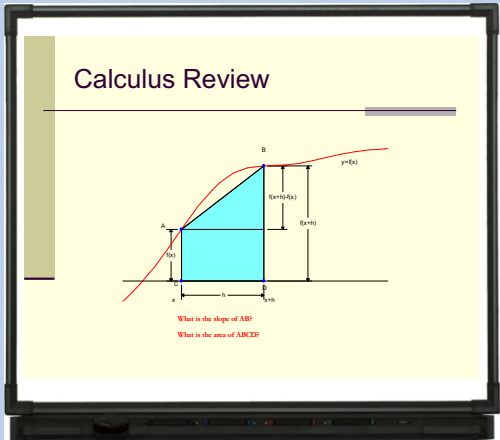 Calculus Review
B
y=f(x)
f(x+h)-f(x)
f(x+h)
A
f(x)
C
D
x
h
x+h
What is the slope of AB?
What is the area of ABCD?